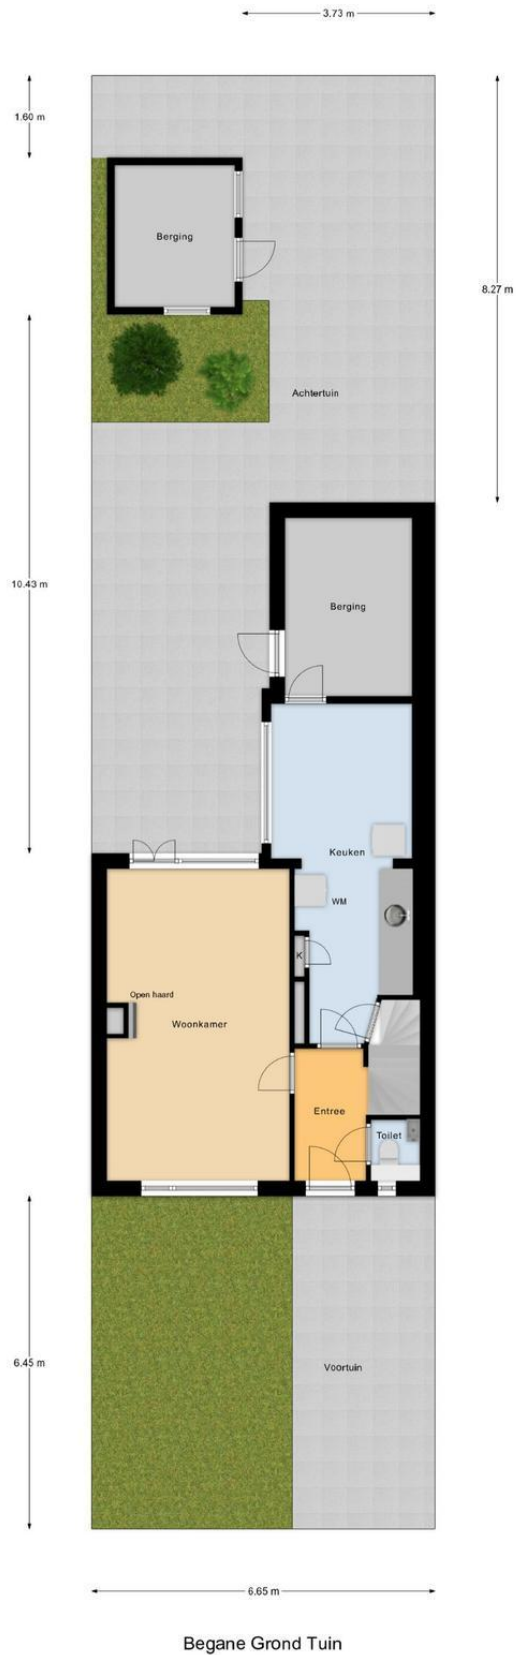 3.73 m
1.60 m
Berging
8.27 m
Achtertuin
10.43 m
Berging
Keuken
WM
K
Open haard
Woonkamer
Entree
Toilet
6.45 m
Voortuin
6.65 m
Begane Grond Tuin